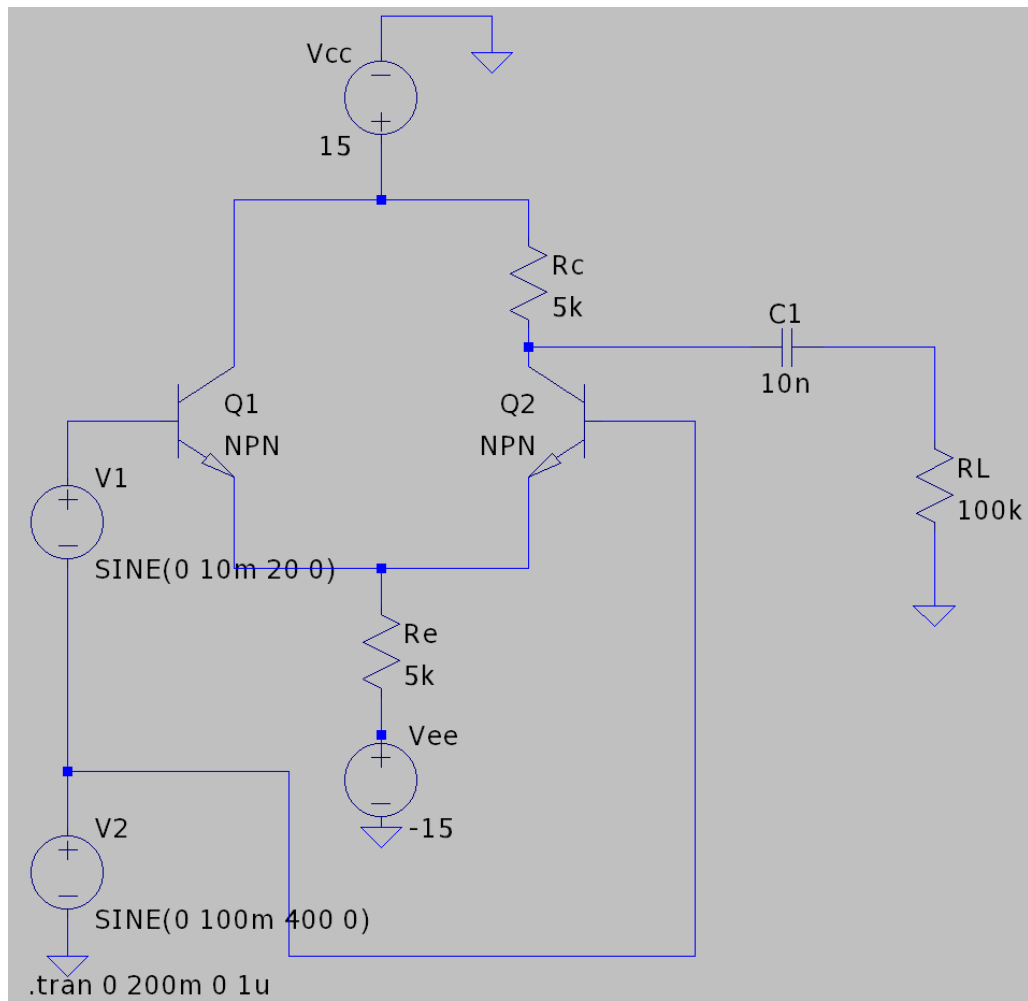 Vcc
15
Rc
5k
C1
10n
Q1
NPN
Q2
NPN
V1
SINE(0 10m 20 0)
RL
100k
Re
5k
Vee
-15
V2
SINE(0 100m 400 0)
.tran 0 200m 0 1u